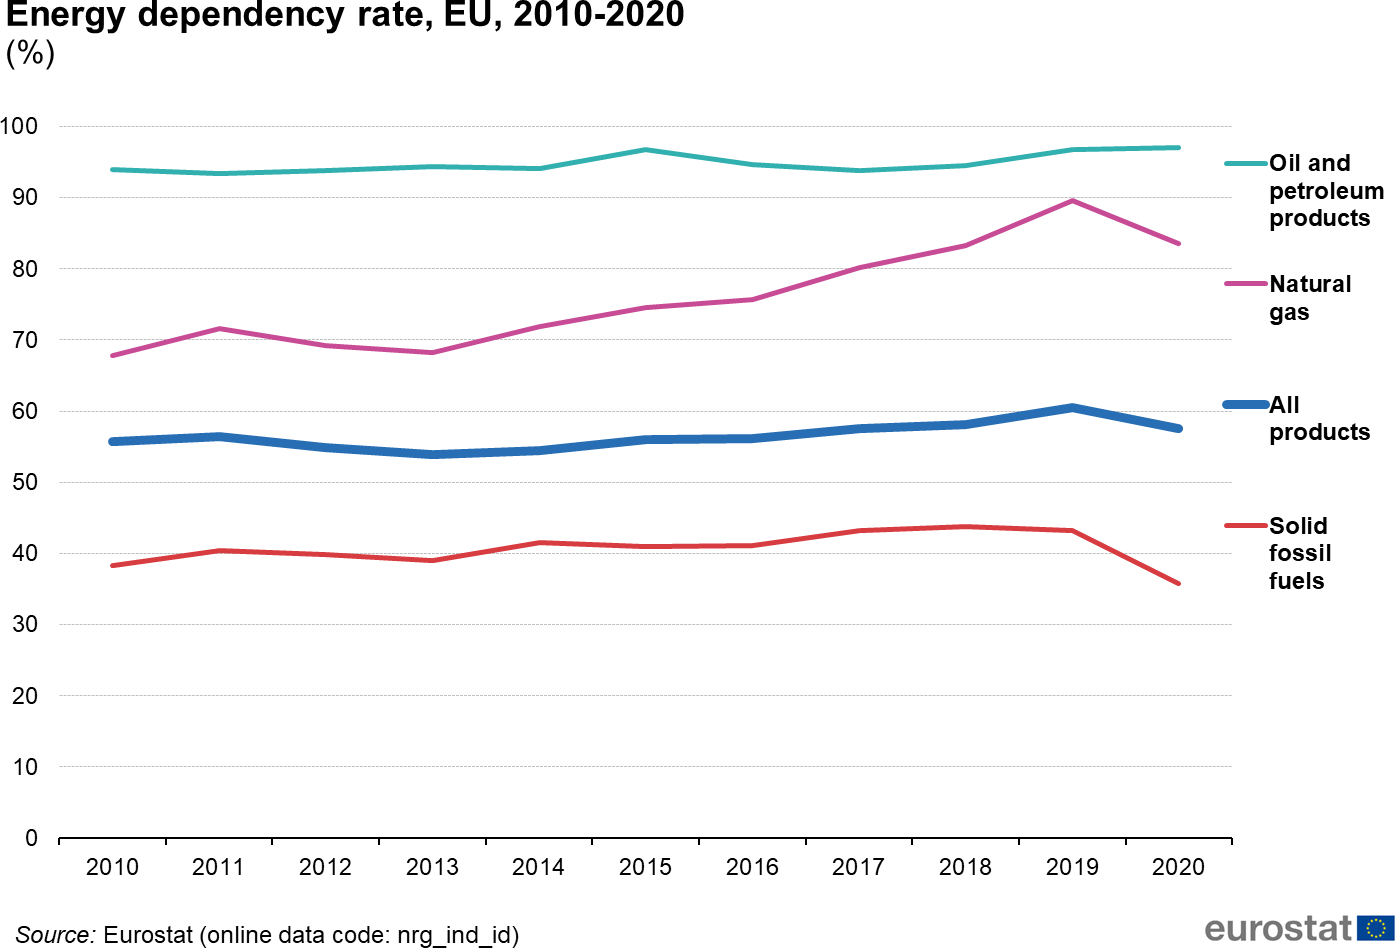 Energy dependency rate, EU, 2010-2020
(%)
100
90
80
70
60
50
40
30
20
10
0
2010 2011 2012 2013 2014 2015 2016 2017 2018 2019 2020
Oil and
petroleum
products
Natural
gas
All
products
Solid
fossil
fuels
Source: Eurostat (online data code: nrg_ind_id)
eurostat